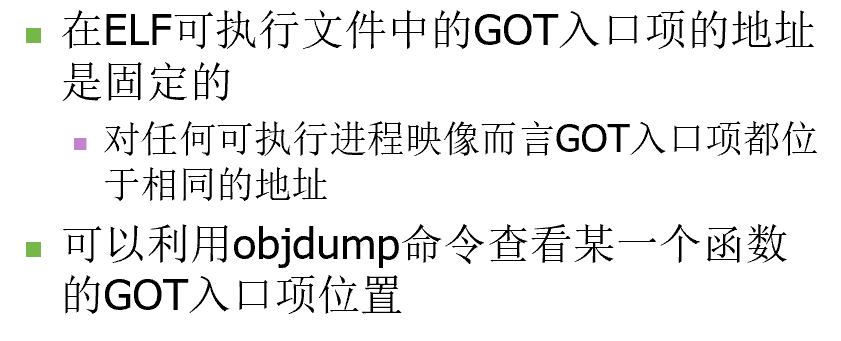 在ELF可执行文件中的GOT入口项的地址
是固定的
对任何可执行进程映像而言GOT入口项都位
于相同的地址
可以利用objdump命令查看某一个函数
的GOT入口项位置